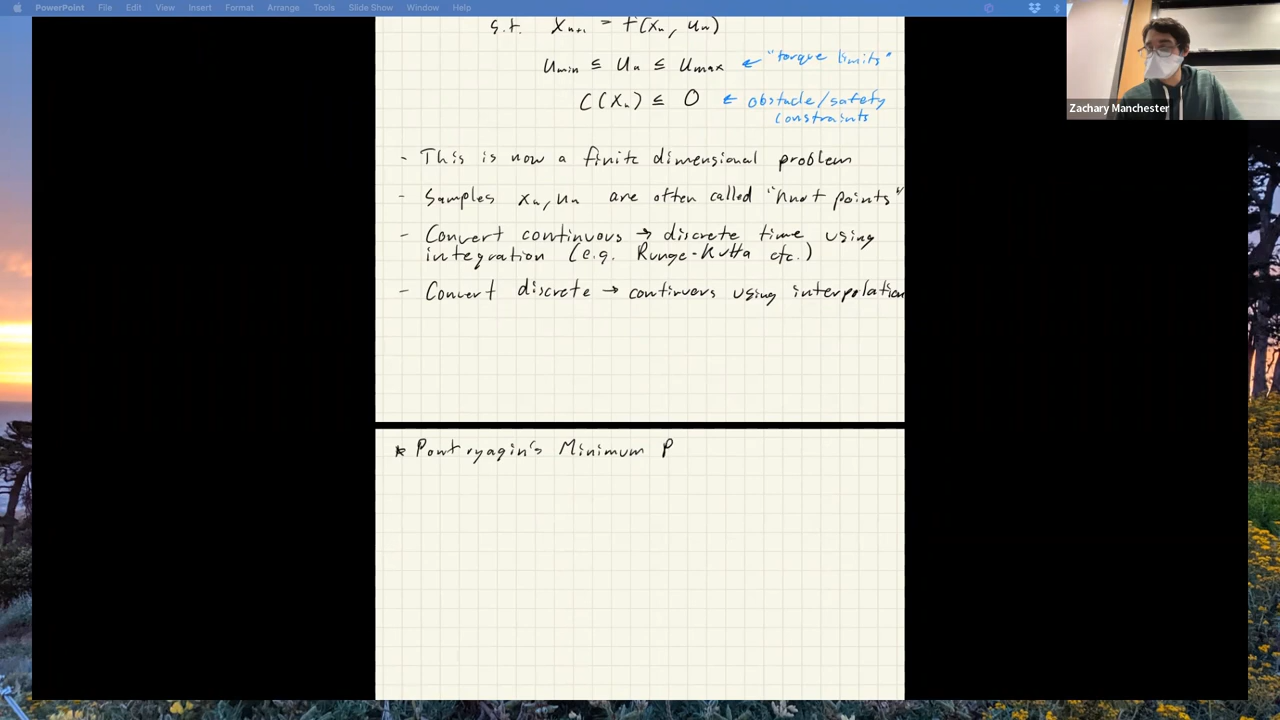 PowerPoint File Edit View Insert Format Arrange Tools Slide Show Window Help
s.t. xₙ₊₁ = f(xₙ, uₙ)
uₘᵢₙ ≤ uₙ ≤ uₘₐₓ ← "torque limits"
C(xₙ) ≤ 0 ← obstacle/safety
constraints
Zachary Manchester
- This is now a finite dimensional problem
- Samples xₙ, uₙ are often called "knot points"
- Convert continuous → discrete time using
integration (e.g. Runge-Kutta etc.)
- Convert discrete → continuous using interpolation
* Pontryagin's Minimum P